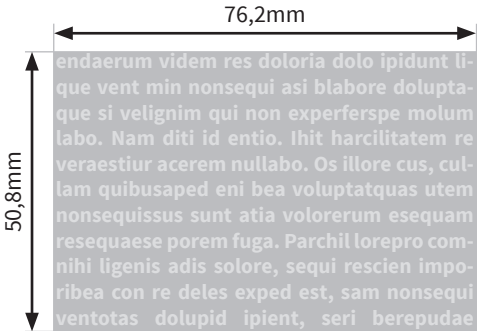 76,2mm
50,8mm
endaerum videm res doloria dolo ipidunt li-
que vent min nonsequi asi blabore dolupta-
que si velignim qui non experferspe molum
labo. Nam diti id entio. Ihit harcilitatem re
veraestiur acerem nullabo. Os illore cus, cul-
lam quibusaped eni bea voluptatquas utem
nonsequissus sunt atia volorerum esequam
resequaese porem fuga. Parchil lorepro com-
nihi ligenis adis solore, sequi rescien impo-
ribea con re deles exped est, sam nonsequi
ventotas dolupid ipient, seri berepudae